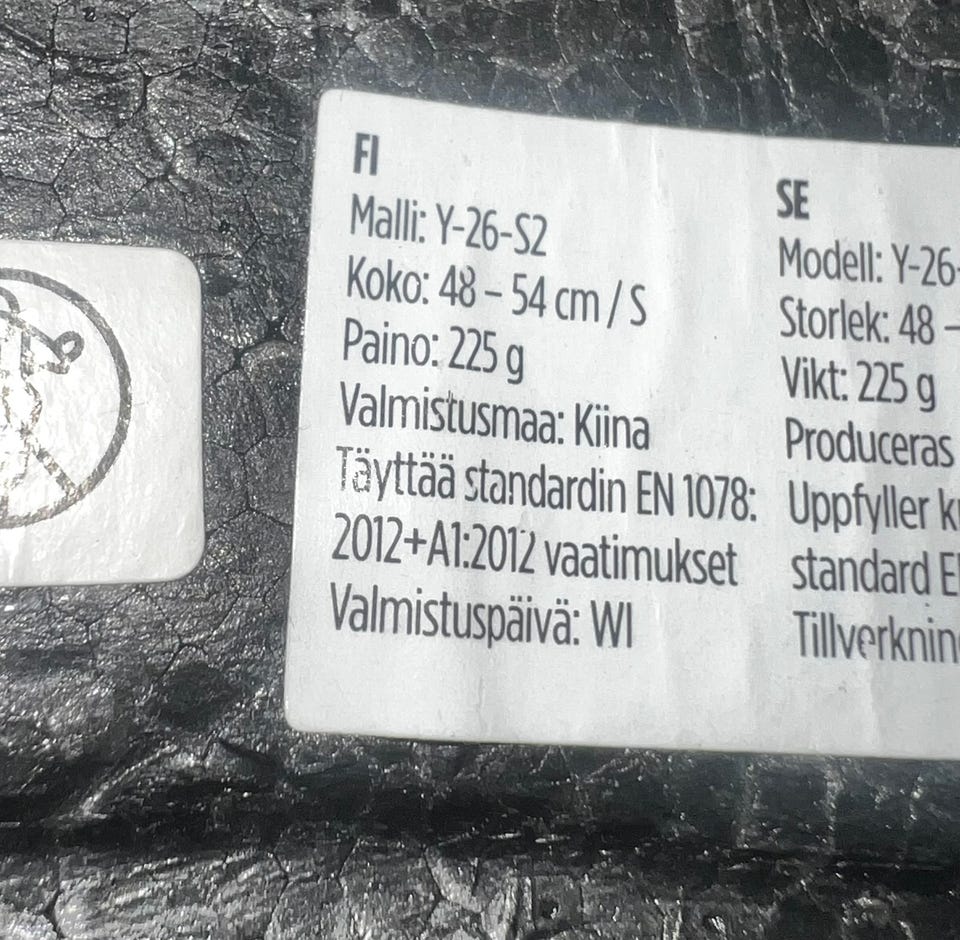 FI
Malli: Y-26-S2
Koko: 48 – 54 cm / S
Paino: 225 g
Valmistusmaa: Kiina
Täyttää standardin EN 1078:
2012+A1:2012 vaatimukset
Valmistuspäivä: WI
SE
Modell: Y-26-
Storlek: 48 –
Vikt: 225 g
Produceras
Uppfyller
standard